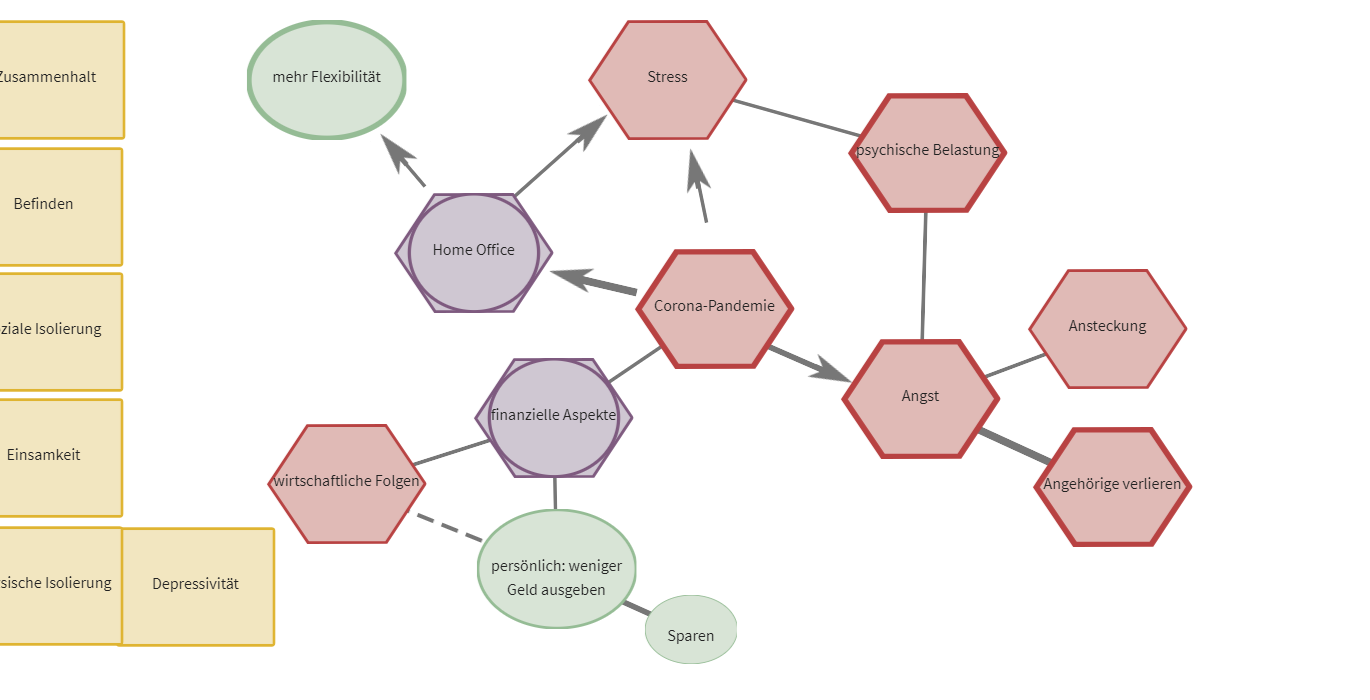 Zusammenhalt
mehr Flexibilität
Stress
psychische Belastung
Befinden
Home Office
Corona-Pandemie
ziale Isolierung
Ansteckung
Angst
finanzielle Aspekte
Einsamkeit
wirtschaftliche Folgen
Angehörige verlieren
sische Isolierung
Depressivität
persönlich: weniger
Geld ausgeben
Sparen